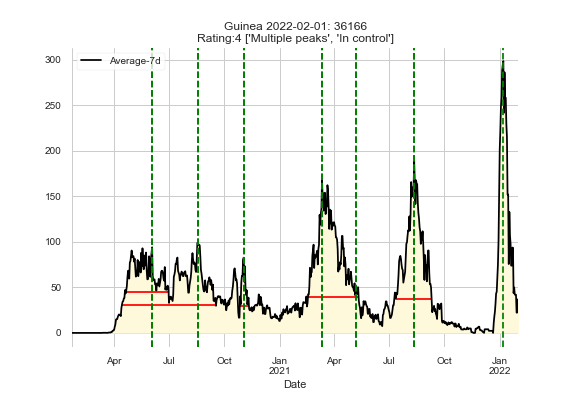 Guinea 2022-02-01: 36166
Rating:4 ['Multiple peaks', 'In control']
Average-7d
300
250
200
150
100
50
0
Apr Jul Oct Jan Apr Jul Oct Jan
2021 2022
Date